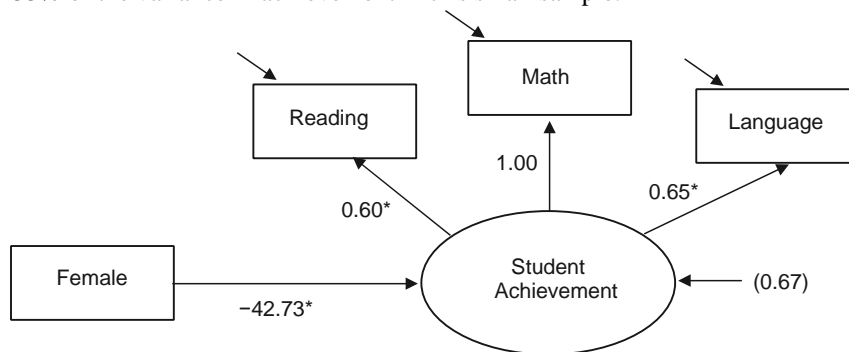 Math
Reading
Language
1.00
0.60*
0.65*
Female
Student
Achievement
(0.67)
−42.73*